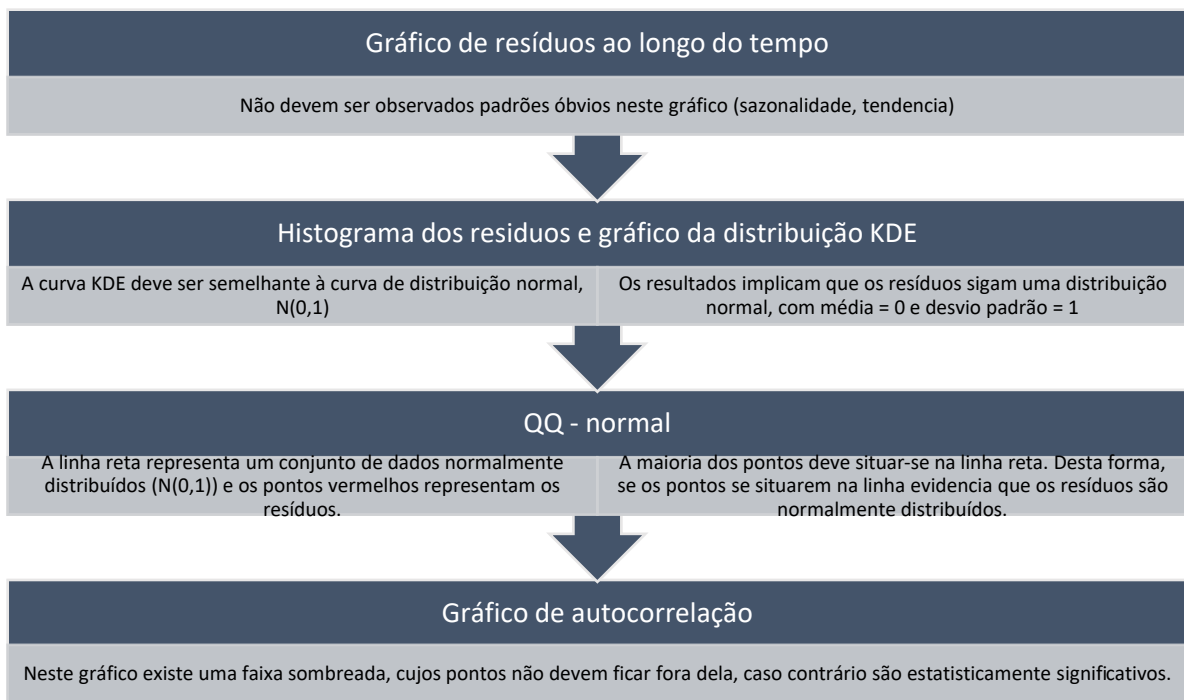 Gráfico de resíduos ao longo do tempo
Não devem ser observados padrões óbvios neste gráfico (sazonalidade, tendencia)
Histograma dos residuos e gráfico da distribuição KDE
A curva KDE deve ser semelhante à curva de distribuição normal,
N(0,1)
Os resultados implicam que os resíduos sigam uma distribuição
normal, com média = 0 e desvio padrão = 1
QQ - normal
A linha reta representa um conjunto de dados normalmente
distribuídos (N(0,1)) e os pontos vermelhos representam os
resíduos.
A maioria dos pontos deve situar-se na linha reta. Desta forma,
se os pontos se situarem na linha evidencia que os resíduos são
normalmente distribuídos.
Gráfico de autocorrelação
Neste gráfico existe uma faixa sombreada, cujos pontos não devem ficar fora dela, caso contrário são estatisticamente significativos.